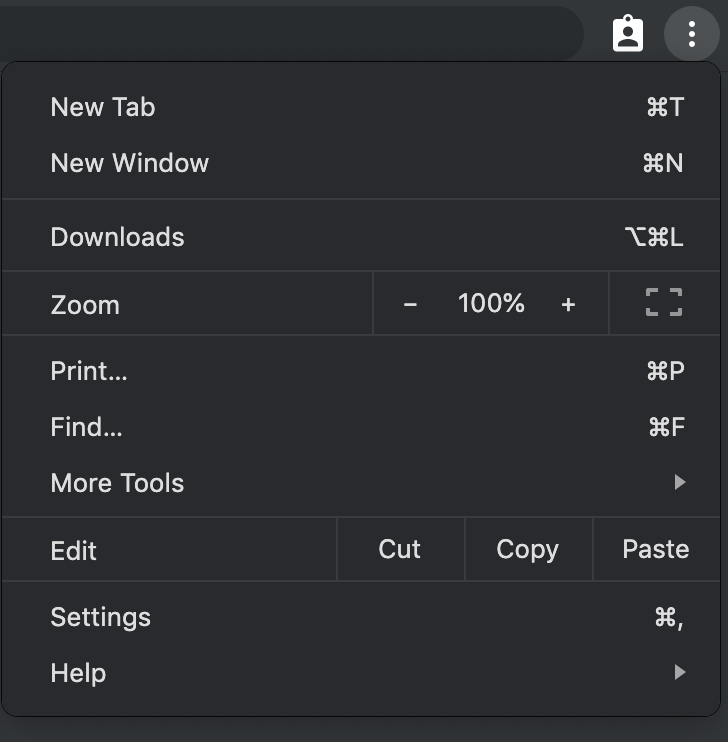 New Tab ⌘T
New Window ⌘N
Downloads ⌥⌘L
Zoom − 100% +
Print... ⌘P
Find... ⌘F
More Tools
Edit Cut Copy Paste
Settings ⌘,
Help